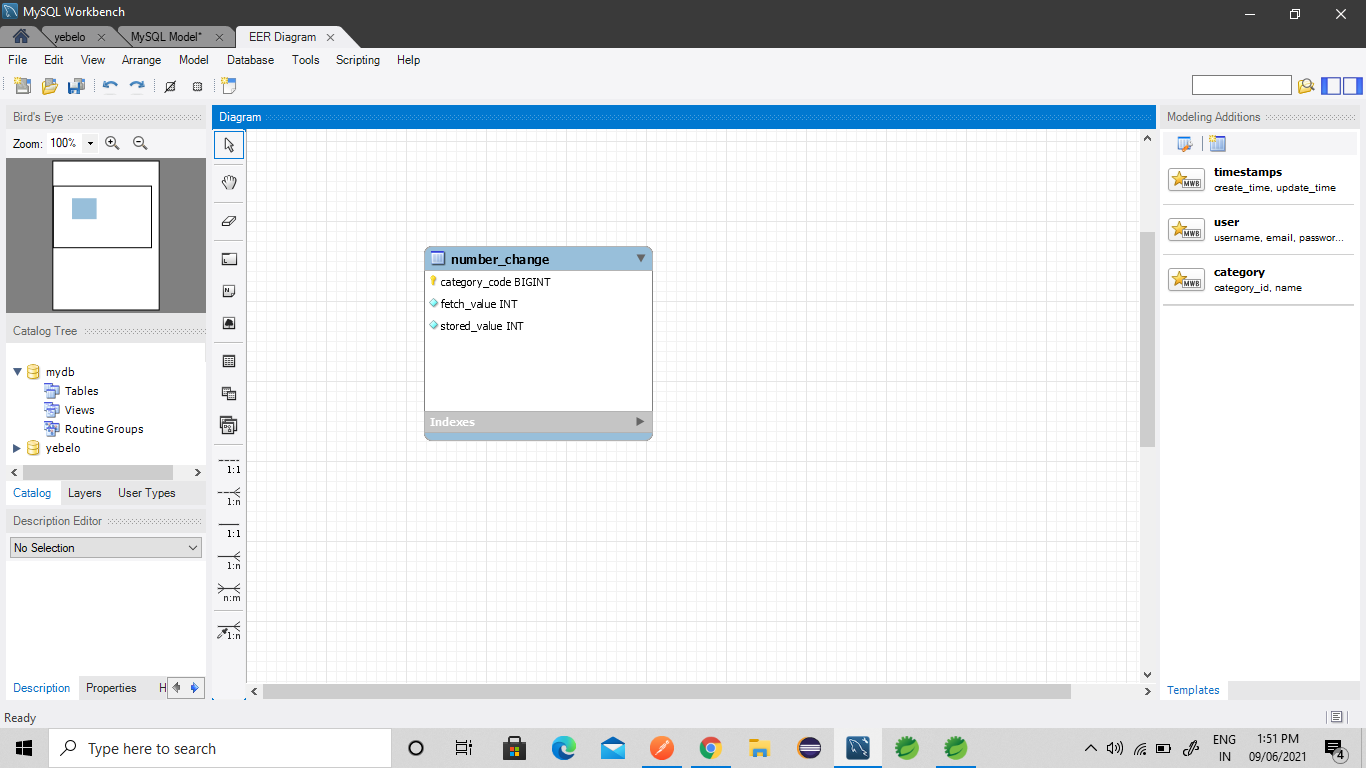 MySQL Workbench
yebelo
MySQL Model*
EER Diagram
File Edit View Arrange Model Database Tools Scripting Help
Bird's Eye
Zoom: 100%
Catalog Tree
mydb
Tables
Views
Routine Groups
yebelo
Catalog Layers User Types
Description Editor
No Selection
Description Properties H
Diagram
1:1
1:n
1:1
1:n
n:m
1:n
number_change
category_code BIGINT
fetch_value INT
stored_value INT
Indexes
Modeling Additions
MWB
timestamps
create_time, update_time
MWB
user
username, email, passwor...
MWB
category
category_id, name
Templates
Ready
Type here to search
ENG
IN
1:51 PM
09/06/2021
4